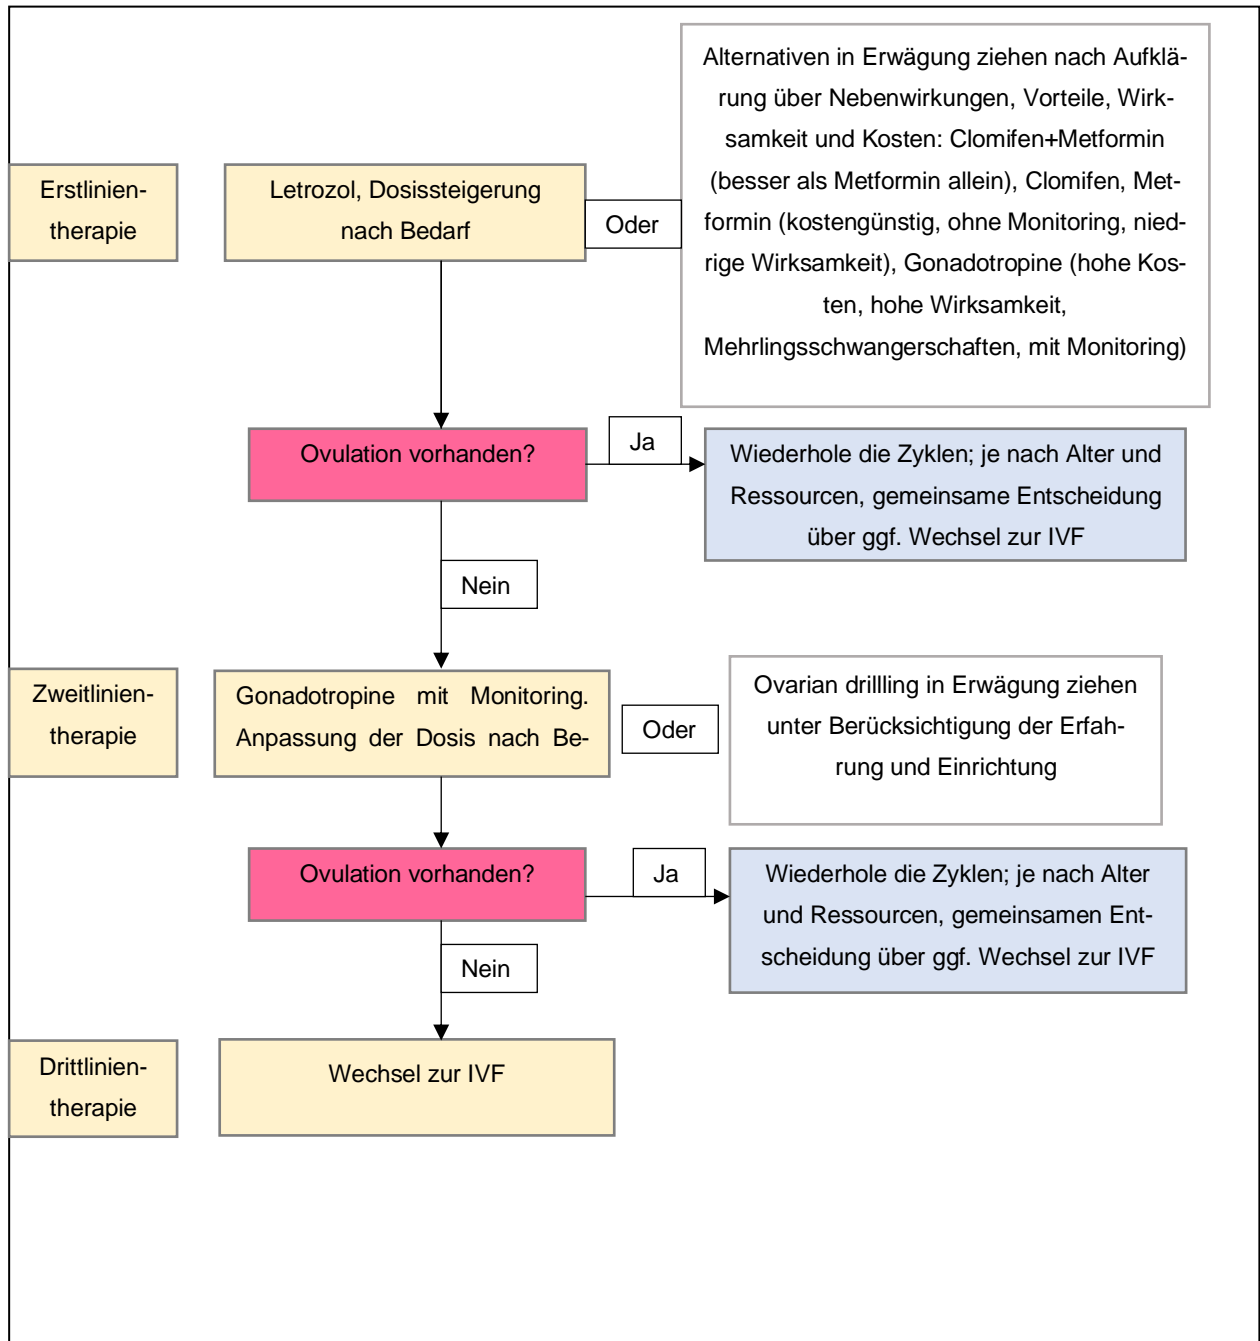 Alternativen in Erwägung ziehen nach Aufklä-
rung über Nebenwirkungen, Vorteile, Wirk-
samkeit und Kosten: Clomifen+Metformin
(besser als Metformin allein), Clomifen, Met-
formin (kostengünstig, ohne Monitoring, nied-
rige Wirksamkeit), Gonadotropine (hohe Kos-
ten, hohe Wirksamkeit,
Mehrlingsschwangerschaften, mit Monitoring)
Erstlinien-
therapie
Letrozol, Dosissteigerung
nach Bedarf
Oder
Ovulation vorhanden?
Ja
Wiederhole die Zyklen; je nach Alter und
Ressourcen, gemeinsame Entscheidung
über ggf. Wechsel zur IVF
Nein
Zweitlinien-
therapie
Gonadotropine mit Monitoring.
Anpassung der Dosis nach Be-
Oder
Ovarian drillling in Erwägung ziehen
unter Berücksichtigung der Erfah-
rung und Einrichtung
Ovulation vorhanden?
Ja
Wiederhole die Zyklen; je nach Alter
und Ressourcen, gemeinsamen Ent-
scheidung über ggf. Wechsel zur IVF
Nein
Drittlinien-
therapie
Wechsel zur IVF